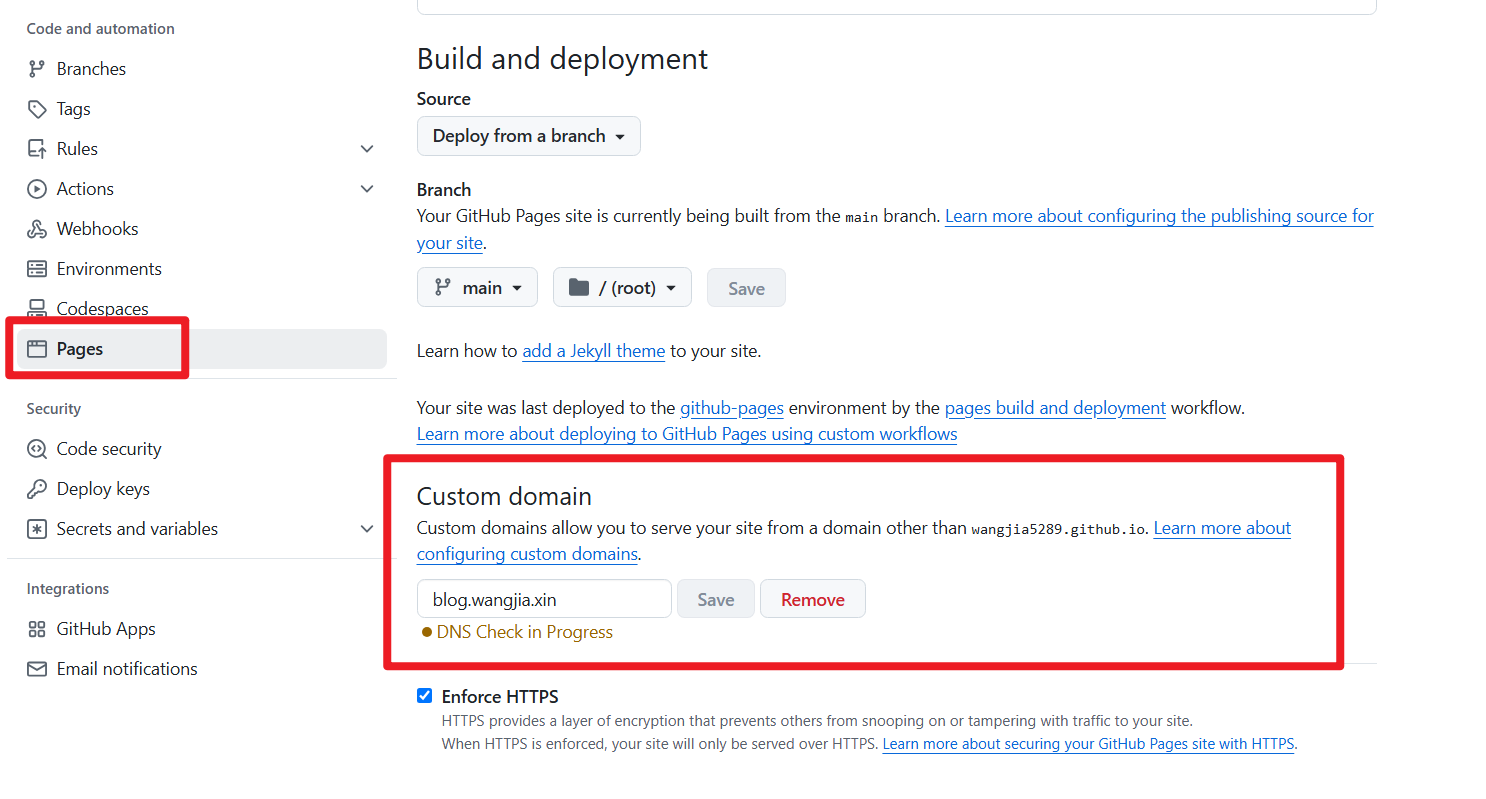 Code and automation
Branches
Tags
Rules
Actions
Webhooks
Environments
Codespaces
Pages
Security
Code security
Deploy keys
Secrets and variables
Integrations
GitHub Apps
Email notifications
Build and deployment
Source
Deploy from a branch
Branch
Your GitHub Pages site is currently being built from the main branch. Learn more about configuring the publishing source for
your site.
main
/ (root)
Save
Learn how to add a Jekyll theme to your site.
Your site was last deployed to the github-pages environment by the pages build and deployment workflow.
Learn more about deploying to GitHub Pages using custom workflows
Custom domain
Custom domains allow you to serve your site from a domain other than wangjia5289.github.io. Learn more about
configuring custom domains.
blog.wangjia.xin
Save
Remove
DNS Check in Progress
Enforce HTTPS
HTTPS provides a layer of encryption that prevents others from snooping on or tampering with traffic to your site.
When HTTPS is enforced, your site will only be served over HTTPS. Learn more about securing your GitHub Pages site with HTTPS.